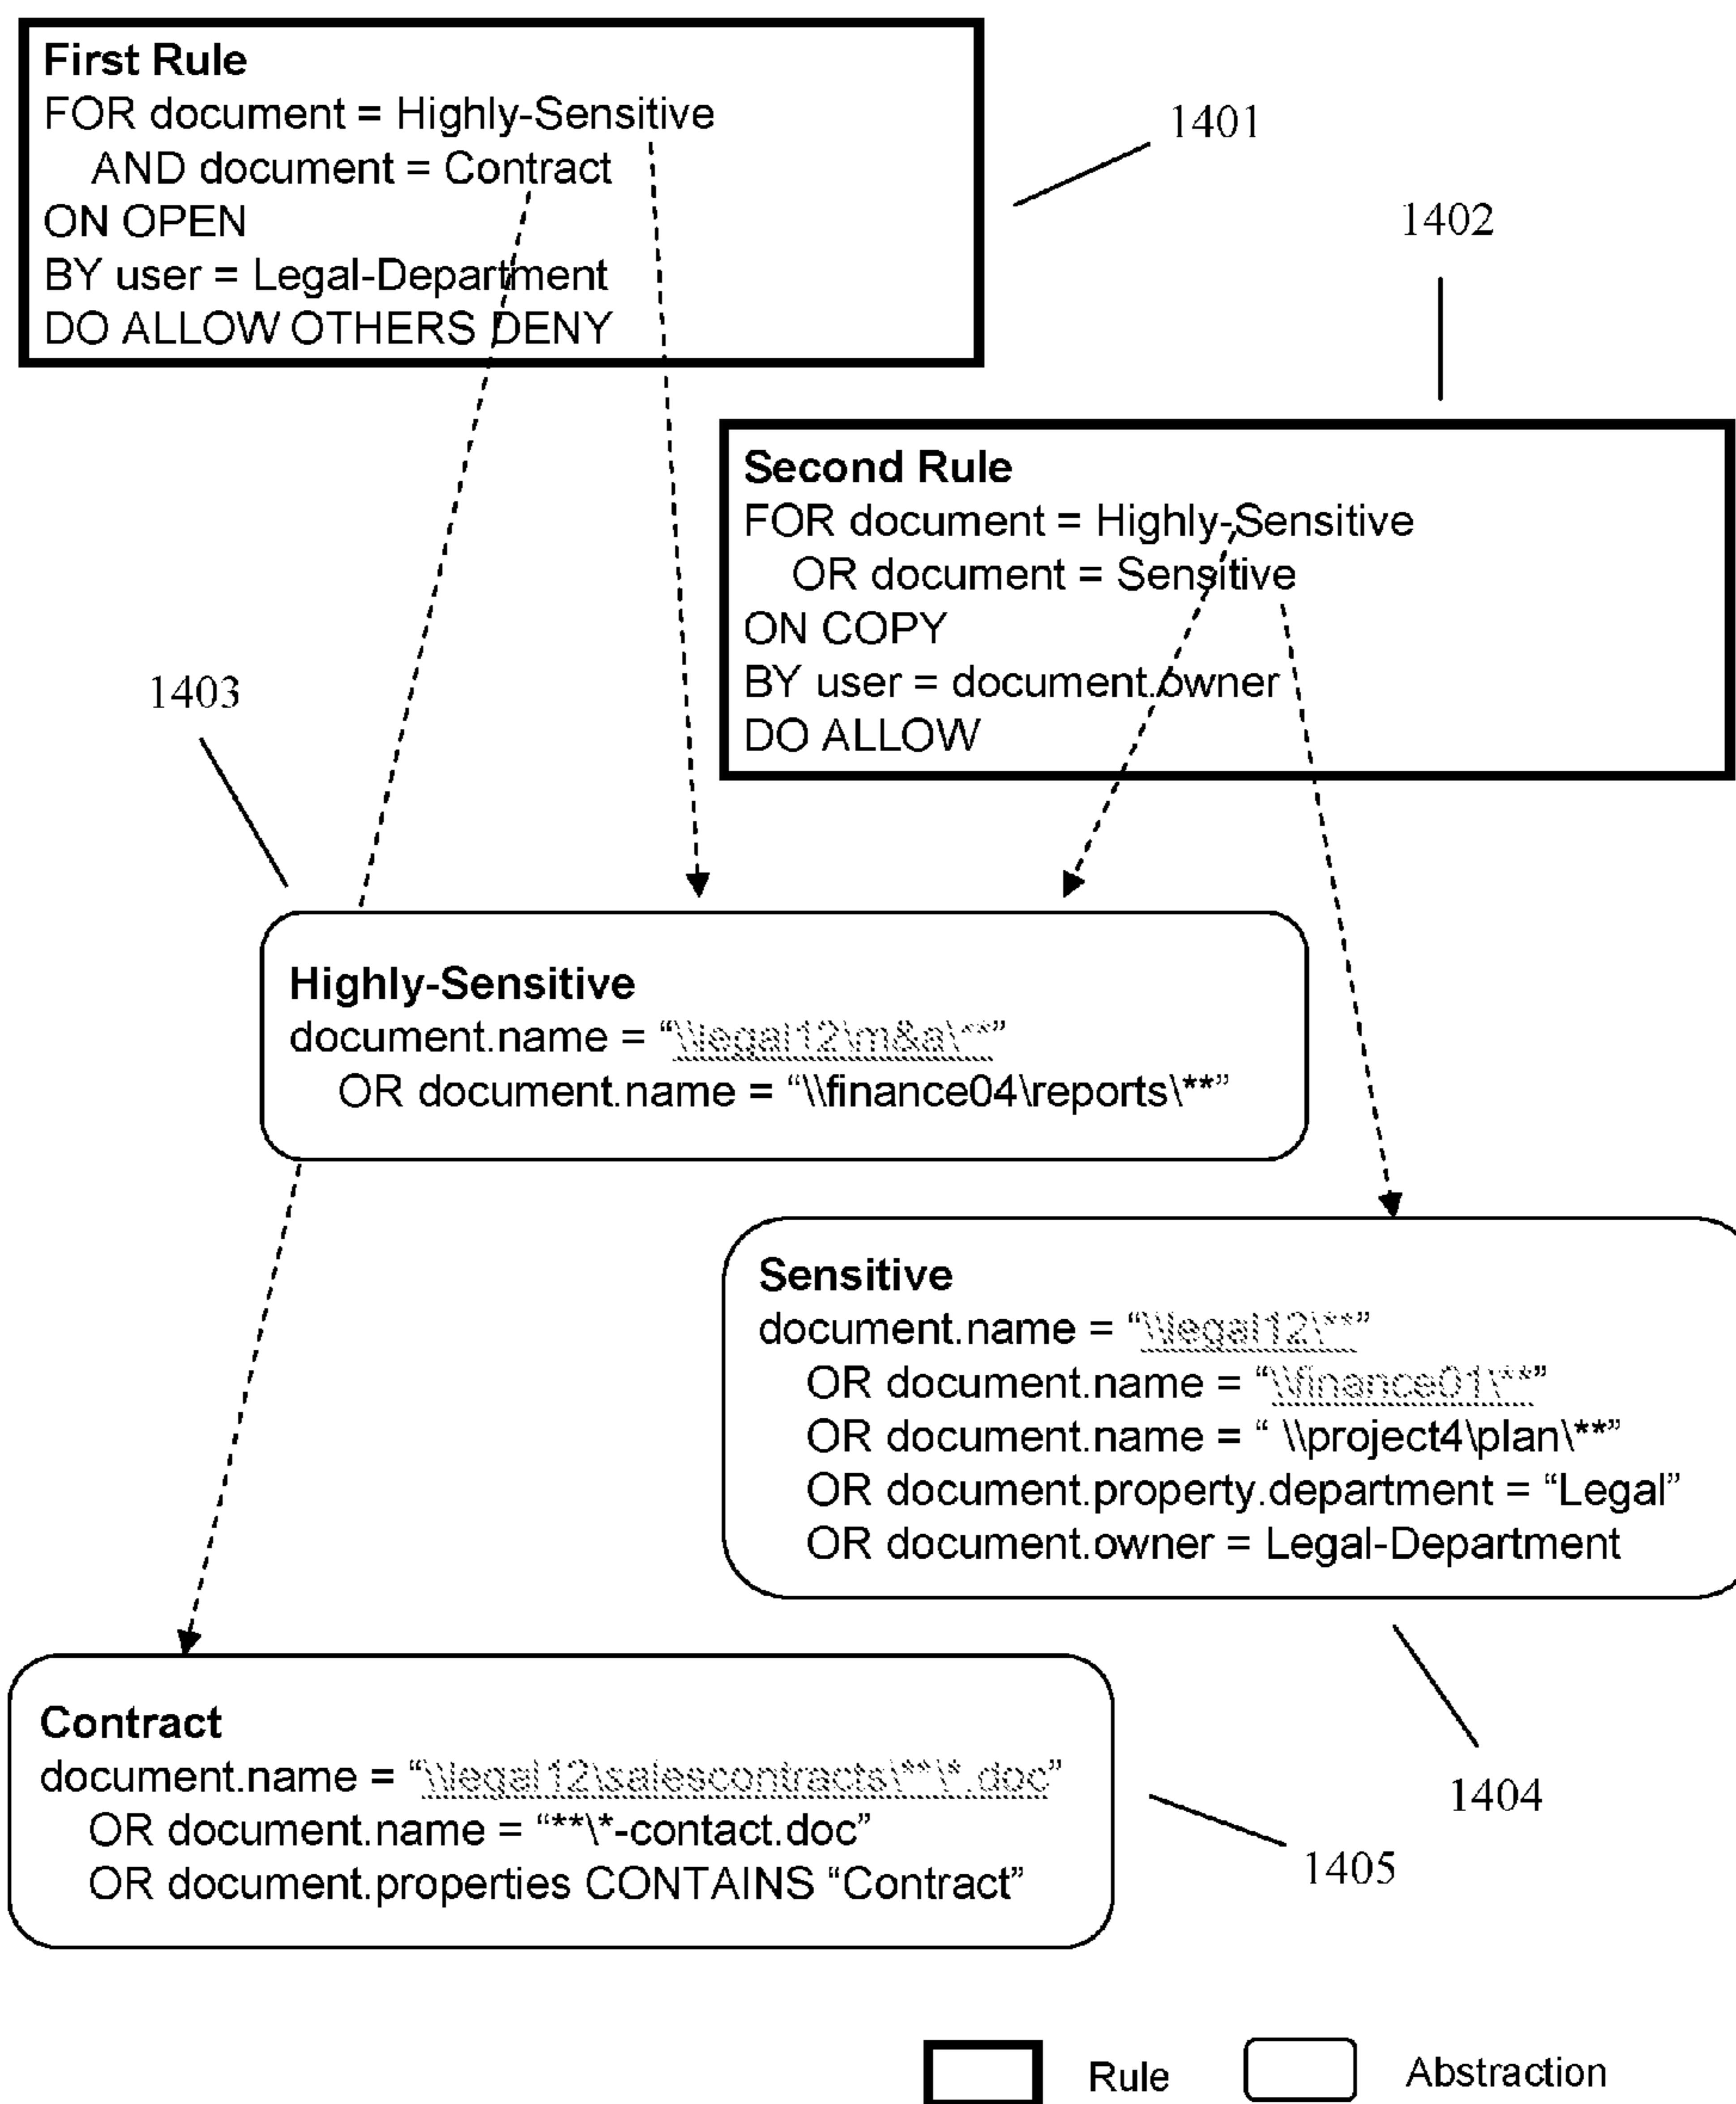 First Rule
FOR document = Highly-Sensitive
AND document = Contract
ON OPEN
BY user = Legal-Department
DO ALLOW OTHERS DENY
1401
1402
Second Rule
FOR document = Highly-Sensitive
OR document = Sensitive
ON COPY
BY user = document.owner
DO ALLOW
1403
Highly-Sensitive
document.name = “\\legal12\m&a\**”
OR document.name = “\\finance04\reports\**”
Sensitive
document.name = “\\legal12\**”
OR document.name = “\\finance01\**”
OR document.name = “ \\project4\plan\**”
OR document.property.department = “Legal”
OR document.owner = Legal-Department
1404
Contract
document.name = “\\legal12\salescontracts\**\*.doc”
OR document.name = “**\*-contact.doc”
OR document.properties CONTAINS “Contract”
1405
Rule
Abstraction